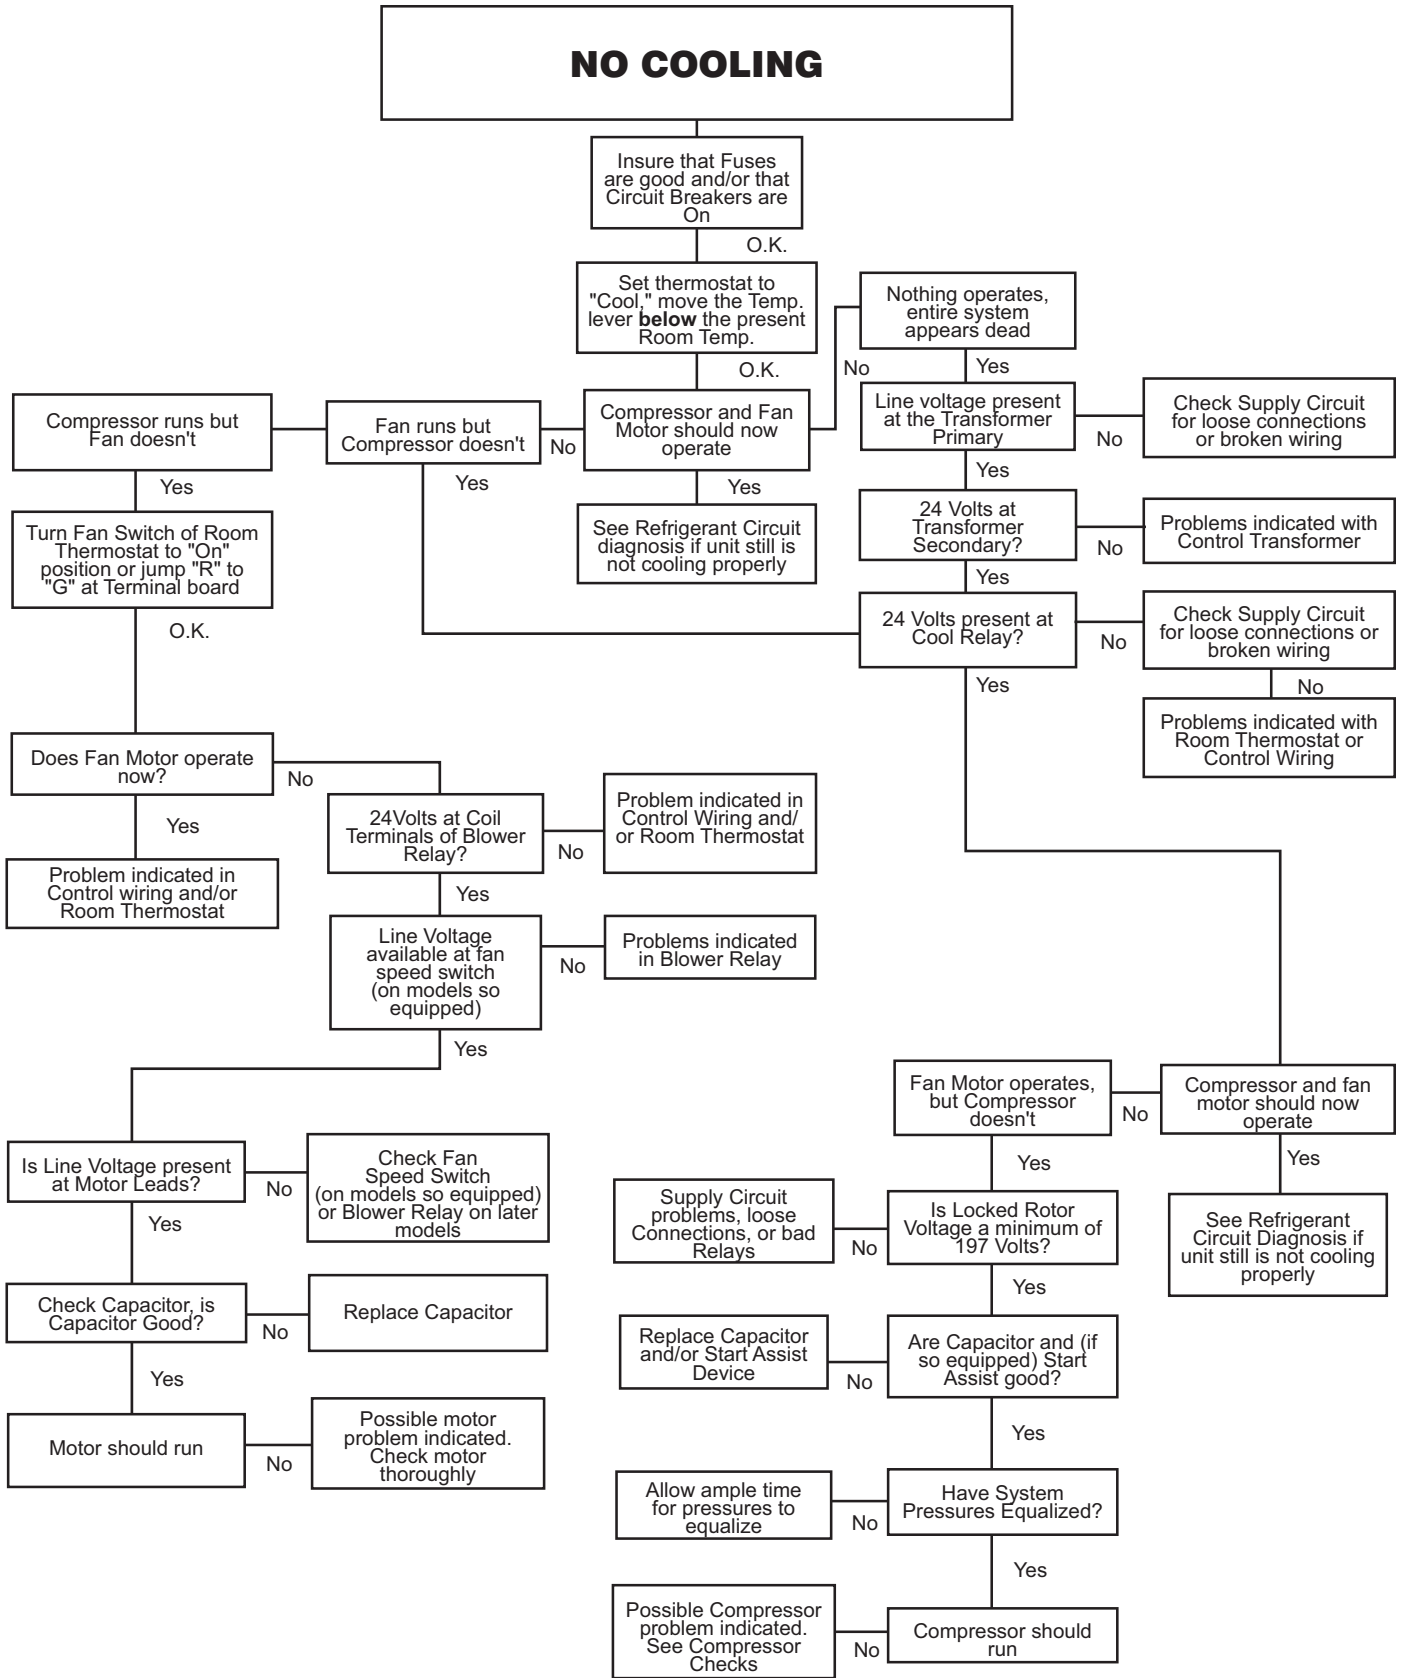 NO COOLING
Insure that Fuses
are good and/or that
Circuit Breakers are
On
O.K.
Set thermostat to
"Cool," move the Temp.
lever below the present
Room Temp.
O.K.
Nothing operates,
entire system
appears dead
No
Yes
Compressor runs but
Fan doesn't
Fan runs but
Compressor doesn't
No
Compressor and Fan
Motor should now
operate
Line voltage present
at the Transformer
Primary
No
Check Supply Circuit
for loose connections
or broken wiring
Yes
Yes
Yes
Yes
Turn Fan Switch of Room
Thermostat to "On"
position or jump "R" to
"G" at Terminal board
See Refrigerant Circuit
diagnosis if unit still is
not cooling properly
24 Volts at
Transformer
Secondary?
No
Problems indicated with
Control Transformer
Yes
O.K.
24 Volts present at
Cool Relay?
No
Check Supply Circuit
for loose connections or
broken wiring
Yes
No
Problems indicated with
Room Thermostat or
Control Wiring
Does Fan Motor operate
now?
No
Yes
24Volts at Coil
Terminals of Blower
Relay?
No
Problem indicated in
Control Wiring and/
or Room Thermostat
Problem indicated in
Control wiring and/or
Room Thermostat
Yes
Line Voltage
available at fan
speed switch
(on models so
equipped)
No
Problems indicated
in Blower Relay
Yes
Fan Motor operates,
but Compressor
doesn't
No
Compressor and fan
motor should now
operate
Yes
Yes
Is Line Voltage present
at Motor Leads?
No
Check Fan
Speed Switch
(on models so equipped)
or Blower Relay on later
models
Yes
Supply Circuit
problems, loose
Connections, or bad
Relays
No
Is Locked Rotor
Voltage a minimum of
197 Volts?
See Refrigerant
Circuit Diagnosis if
unit still is not cooling
properly
Yes
Check Capacitor, is
Capacitor Good?
No
Replace Capacitor
Yes
Replace Capacitor
and/or Start Assist
Device
No
Are Capacitor and (if
so equipped) Start
Assist good?
Yes
Motor should run
No
Possible motor
problem indicated.
Check motor
thoroughly
Allow ample time
for pressures to
equalize
No
Have System
Pressures Equalized?
Yes
Possible Compressor
problem indicated.
See Compressor
Checks
No
Compressor should
run